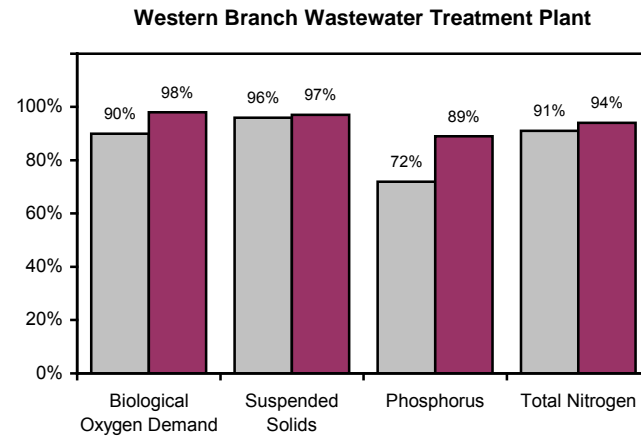 Western Branch Wastewater Treatment Plant
98%
96%
97%
94%
90%
91%
89%
72%
100%
80%
60%
40%
20%
0%
Biological
Oxygen Demand
Suspended
Solids
Phosphorus
Total Nitrogen